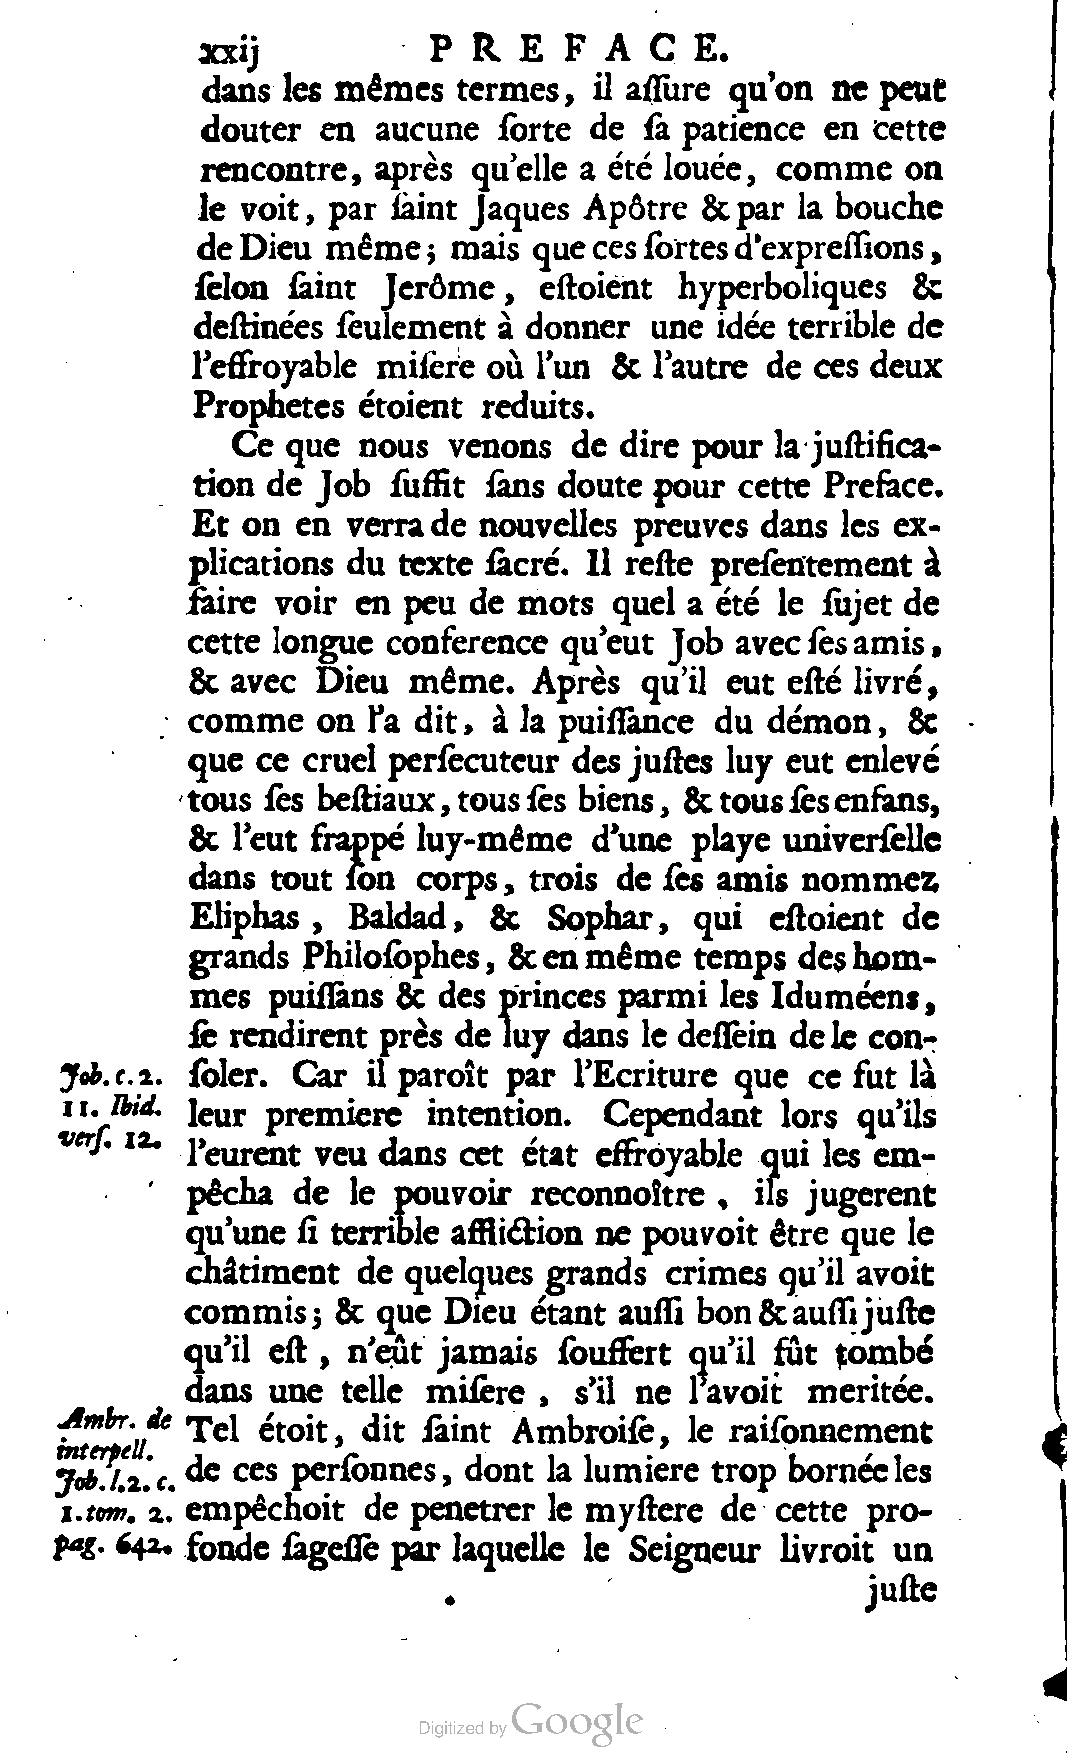 xxij PREFACE.
dans les mêmes termes, il aſſure qu'on ne peut
douter en aucune ſorte de ſa patience en cette
rencontre, après qu'elle a été louée, comme on
le voit, par ſaint Jaques Apôtre & par la bouche
de Dieu même; mais que ces ſortes d'expreſſions,
ſelon ſaint Jerôme, eſtoient hyperboliques &
deſtinées ſeulement à donner une idée terrible de
l'effroyable miſere où l'un & l'autre de ces deux
Prophetes étoient reduits.
Ce que nous venons de dire pour la juſtifica-
tion de Job ſuffit ſans doute pour cette Preface.
Et on en verra de nouvelles preuves dans les ex-
plications du texte ſacré. Il reſte preſentement à
faire voir en peu de mots quel a été le ſujet de
cette longue conference qu'eut Job avec ſes amis,
& avec Dieu même. Après qu'il eut eſté livré,
comme on l'a dit, à la puiſſance du démon, &
que ce cruel perſecuteur des juſtes luy eut enlevé
tous ſes beſtiaux, tous ſes biens, & tous ſes enfans,
& l'eut frappé luy-même d'une playe univerſelle
dans tout ſon corps, trois de ſes amis nommez
Eliphas, Baldad, & Sophar, qui eſtoient de
grands Philoſophes, & en même temps des hom-
mes puiſſans & des princes parmi les Iduméens,
ſe rendirent près de luy dans le deſſein de le con-
Job. c. 2. ſoler. Car il paroît par l'Ecriture que ce fut là
11. Ibid. leur premiere intention. Cependant lors qu'ils
verſ. 12. l'eurent veu dans cet état effroyable qui les em-
pêcha de le pouvoir reconnoître, ils jugerent
qu'une ſi terrible affliction ne pouvoit être que le
châtiment de quelques grands crimes qu'il avoit
commis; & que Dieu étant auſſi bon & auſſi juſte
qu'il eſt, n'eût jamais ſouffert qu'il fût tombé
dans une telle miſere, s'il ne l'avoit meritée.
Ambr. de Tel étoit, dit ſaint Ambroiſe, le raiſonnement
interpell.
Job. l. 2. c. de ces perſonnes, dont la lumiere trop bornée les
1. tom. 2. empêchoit de penetrer le myſtere de cette pro-
pag. 642. fonde ſageſſe par laquelle le Seigneur livroit un
juſte
Digitized by Google